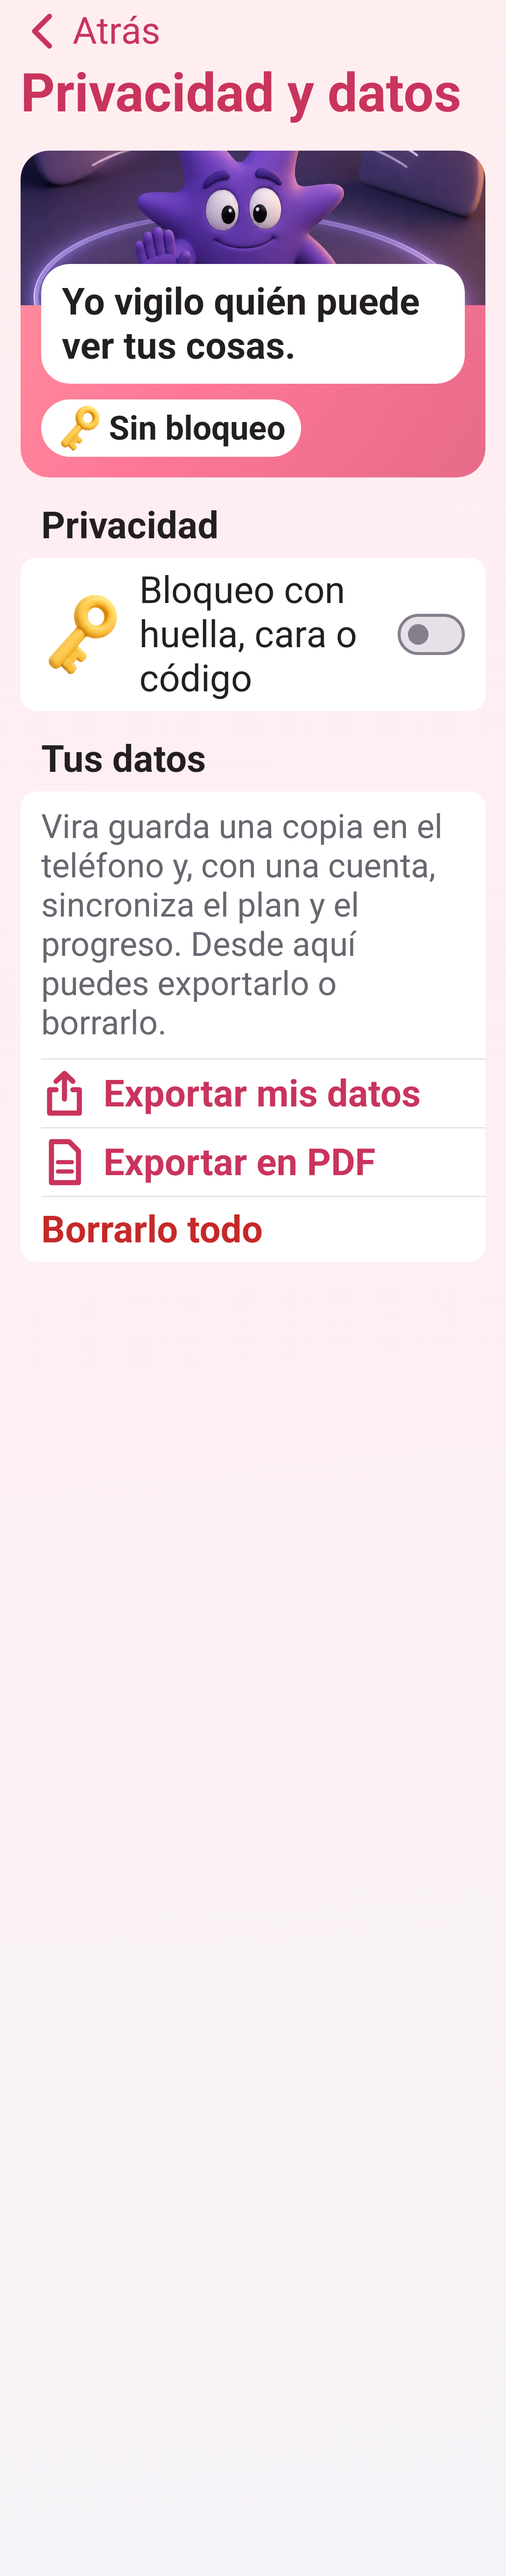 Atrás
Privacidad y datos
Yo vigilo quién puede
ver tus cosas.
Sin bloqueo
Privacidad
Bloqueo con
huella, cara o
código
Tus datos
Vira guarda una copia en el
teléfono y, con una cuenta,
sincroniza el plan y el
progreso. Desde aquí
puedes exportarlo o
borrarlo.
Exportar mis datos
Exportar en PDF
Borrarlo todo